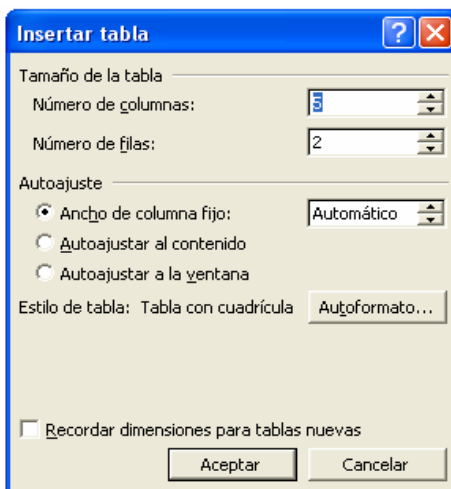 Insertar tabla
Tamaño de la tabla
Número de columnas: 5
Número de filas: 2
Autoajuste
Ancho de columna fijo: Automático
Autoajustar al contenido
Autoajustar a la ventana
Estilo de tabla: Tabla con cuadrícula Autoformato...
Recordar dimensiones para tablas nuevas
Aceptar Cancelar